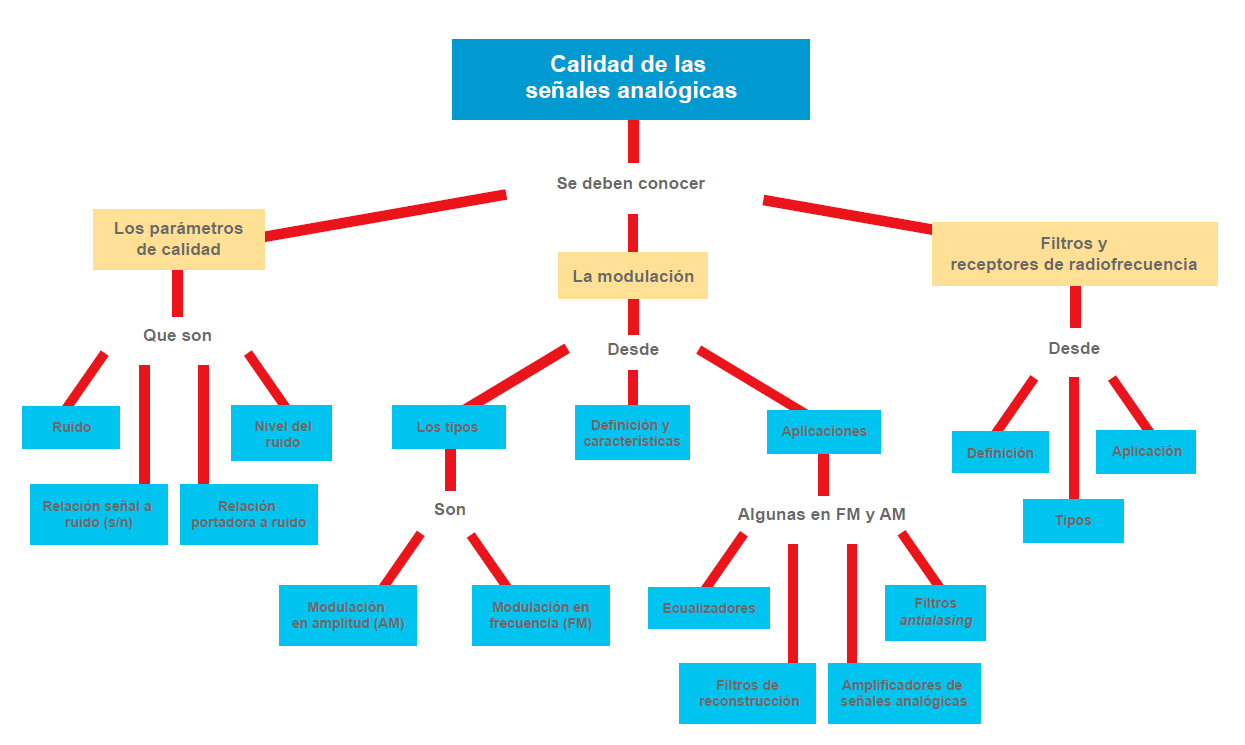 Calidad de las
señales analógicas
Se deben conocer
Los parámetros
de calidad
La modulación
Filtros y
receptores de radiofrecuencia
Que son
Desde
Desde
Ruido
Nivel del
ruido
Relación señal a
ruido (s/n)
Relación
portadora a ruido
Los tipos
Definición y
características
Aplicaciones
Definición
Aplicación
Tipos
Son
Algunas en FM y AM
Modulación
en amplitud (AM)
Modulación en
frecuencia (FM)
Ecualizadores
Filtros
antialasing
Filtros de
reconstrucción
Amplificadores de
señales analógicas